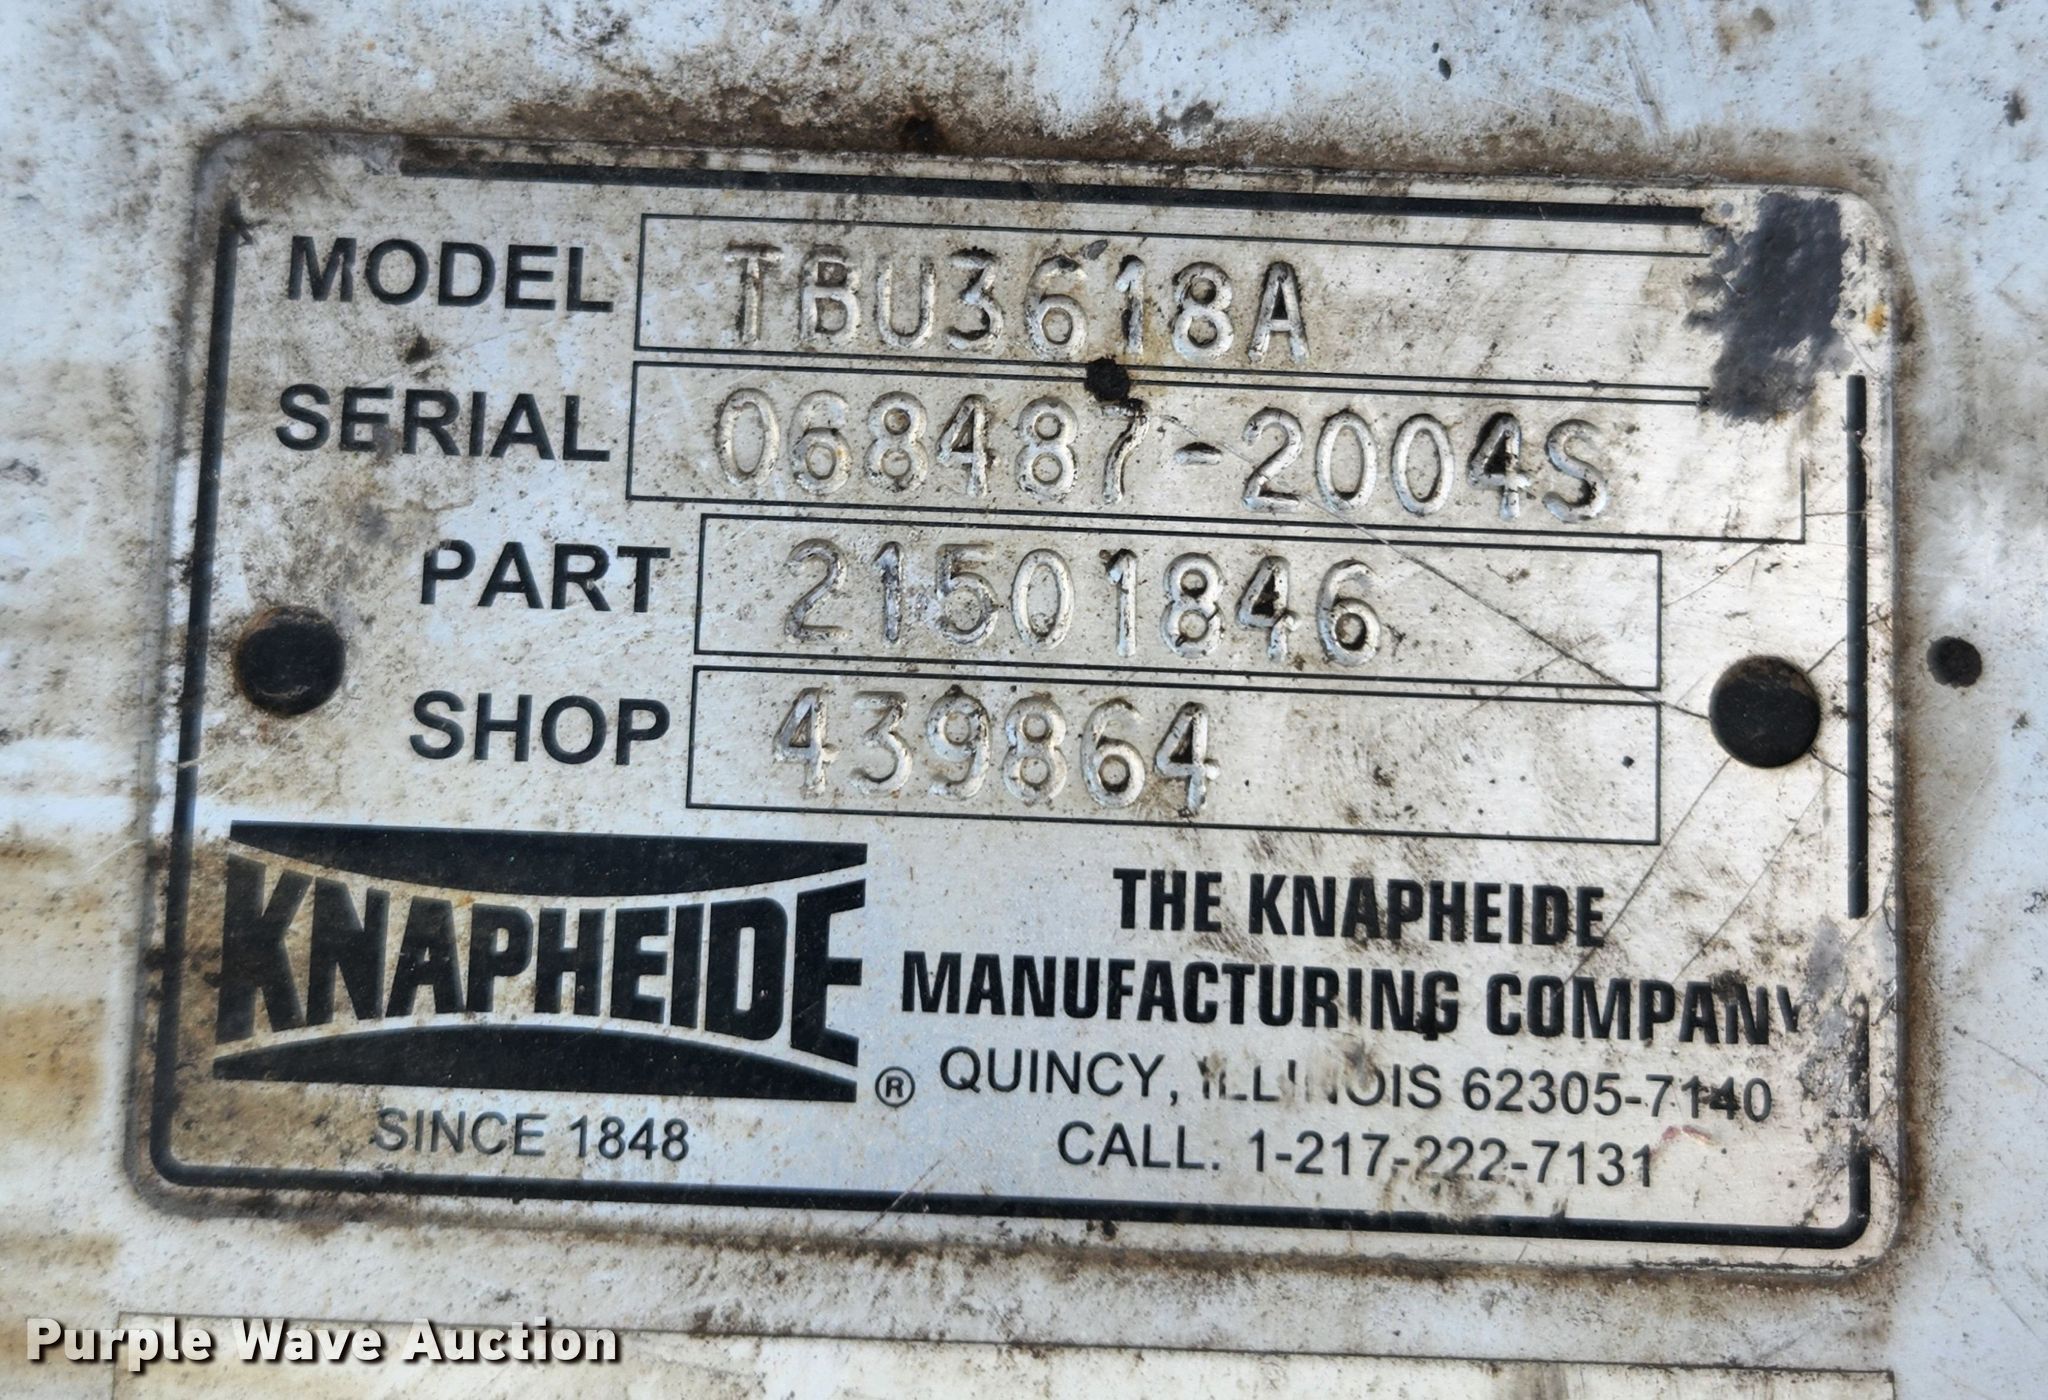 MODEL TBU3618A
SERIAL 068487-2004S
PART 21501846
SHOP 439864
KNAPHEIDE ®
SINCE 1848
THE KNAPHEIDE
MANUFACTURING COMPANY
QUINCY, ILLINOIS 62305-7140
CALL: 1-217-222-7131
Purple Wave Auction